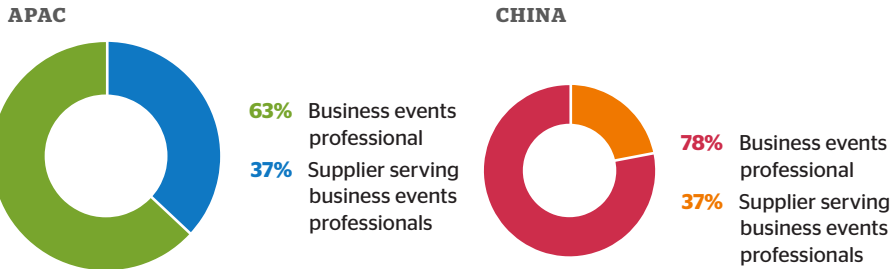 APAC
63% Business events
professional
37% Supplier serving
business events
professionals
CHINA
78% Business events
professional
37% Supplier serving
business events
professionals